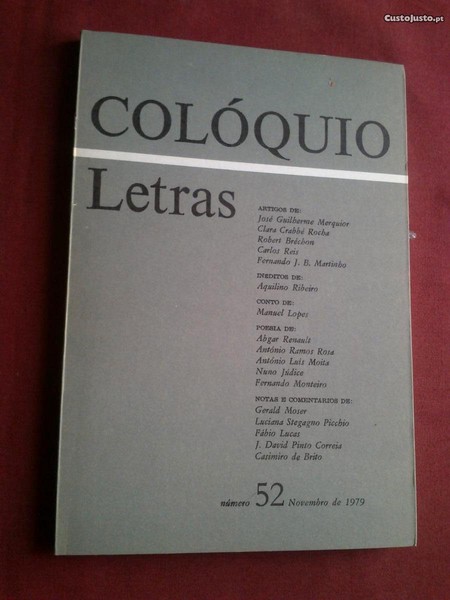 CustoJusto.pt
COLÓQUIO
Letras
ARTIGOS DE:
José Guilherme Merquior
Clara Crabbé Rocha
Robert Bréchon
Carlos Reis
Fernando J. B. Martinho
INÉDITOS DE:
Aquilino Ribeiro
CONTO DE:
Manuel Lopes
POESIA DE:
Abgar Renault
António Ramos Rosa
António Luís Moita
Nuno Júdice
Fernando Monteiro
NOTAS E COMENTÁRIOS DE:
Gerald Moser
Luciana Stegagno Picchio
Fábio Lucas
J. David Pinto Correia
Casimiro de Brito
número 52 Novembro de 1979